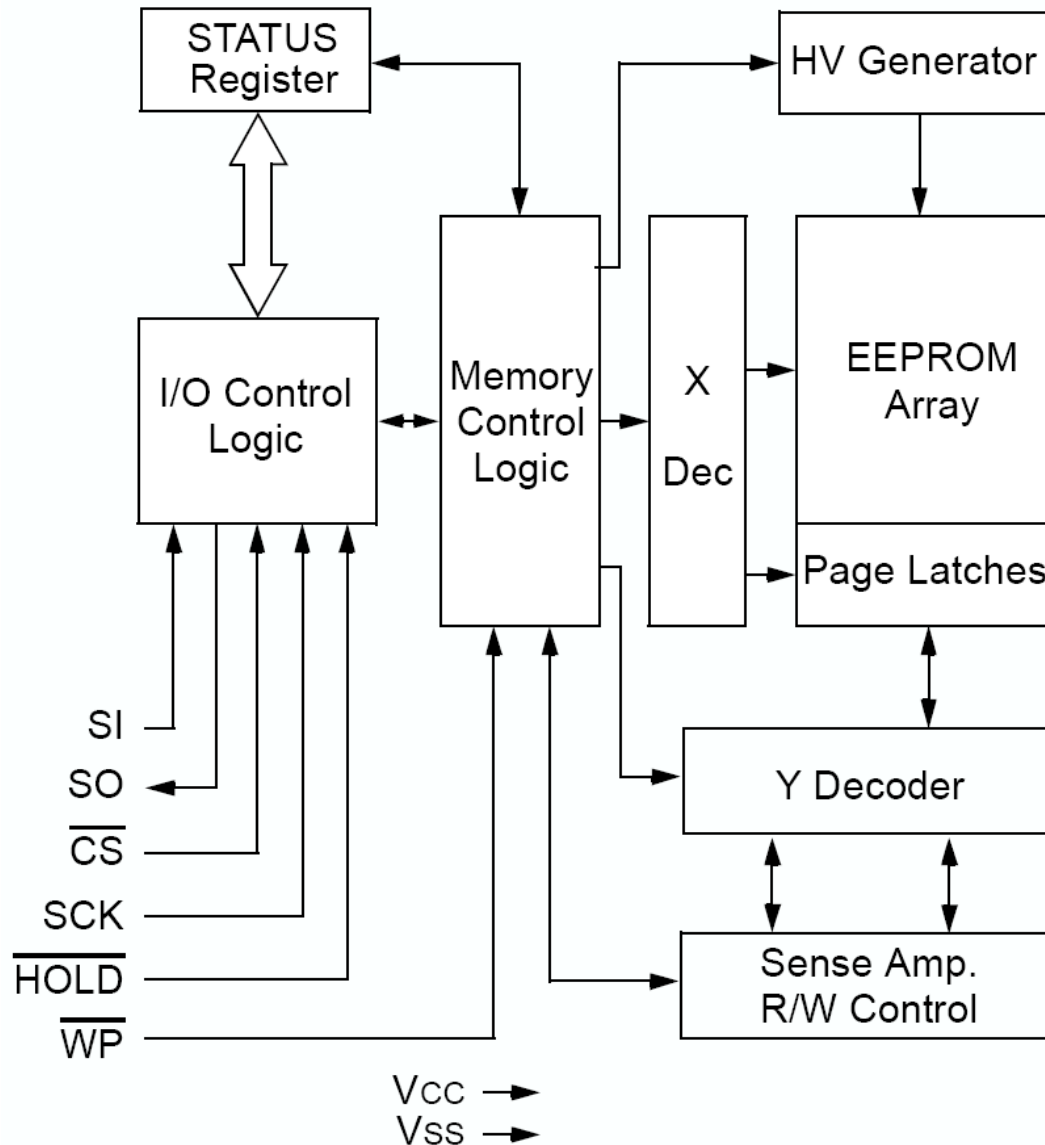 STATUS
Register
HV Generator
I/O Control
Logic
Memory
Control
Logic
X
Dec
EEPROM
Array
Page Latches
SI
SO
CS
SCK
HOLD
WP
Y Decoder
Sense Amp.
R/W Control
VCC
VSS